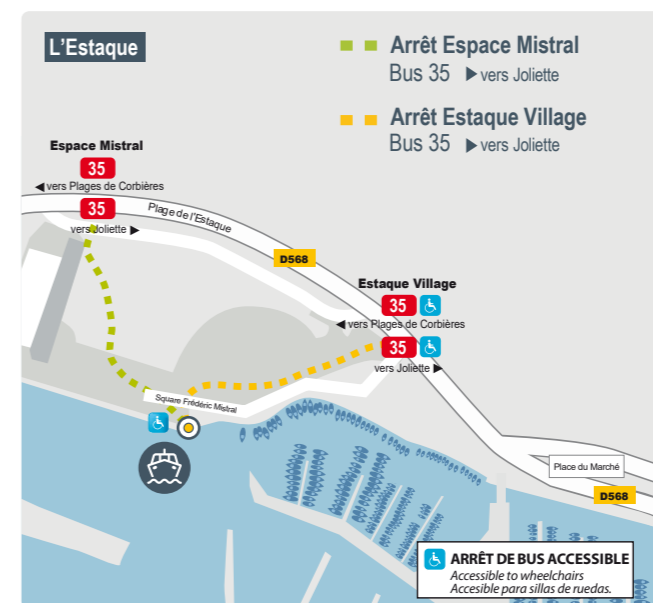 L'Estaque
Arrêt Espace Mistral
Bus 35 ▶ vers Joliette
Arrêt Estaque Village
Bus 35 ▶ vers Joliette
Espace Mistral
35
◀ vers Plages de Corbières
35
vers Joliette ▶
Plage de l'Estaque
D568
Estaque Village
35
◀ vers Plages de Corbières
35
vers Joliette ▶
Square Frédéric Mistral
Place du Marché
D568
ARRÊT DE BUS ACCESSIBLE
Accessible to wheelchairs
Accesible para sillas de ruedas.